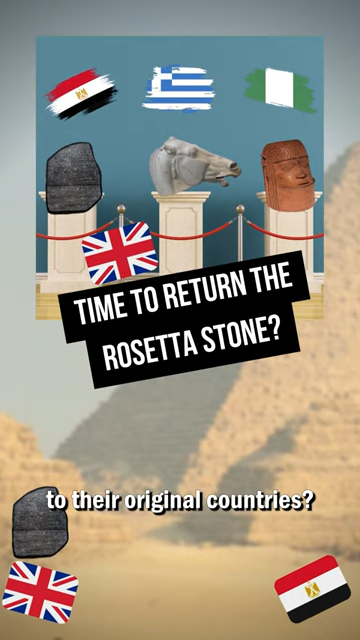 TIME TO RETURN THE
ROSETTA STONE?
to their original countries?